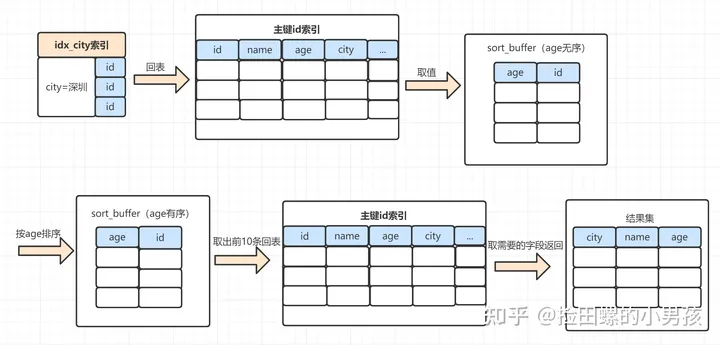 idx_city索引
city=深圳
id
id
id
回表
主键id索引
id name age city ...
取值
sort_buffer（age无序）
age id
按age排序
sort_buffer（age有序）
age id
取出前10条回表
主键id索引
id name age city ...
取需要的字段返回
结果集
city name age
知乎 @捡田螺的小男孩